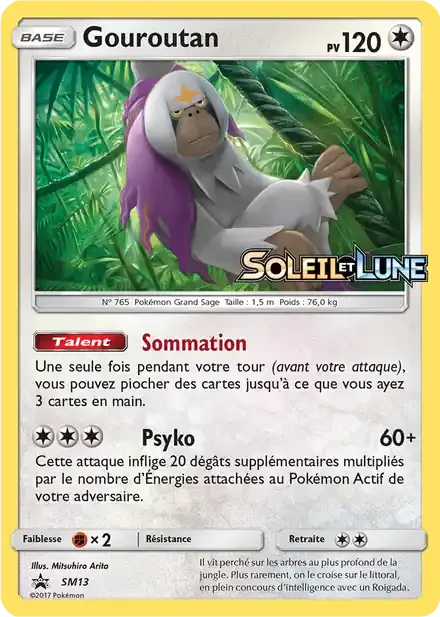 BASE Gouroutan PV120
SOLEIL ET LUNE
N° 765 Pokémon Grand Sage Taille : 1,5 m Poids : 76,0 kg
Talent Sommation
Une seule fois pendant votre tour (avant votre attaque),
vous pouvez piocher des cartes jusqu'à ce que vous ayez
3 cartes en main.
Psyko 60+
Cette attaque inflige 20 dégâts supplémentaires multipliés
par le nombre d'Énergies attachées au Pokémon Actif de
votre adversaire.
Faiblesse ×2 Résistance Retraite
Illus. Mitsuhiro Arita
SM13
©2017 Pokémon
Il vit perché sur les arbres au plus profond de la
jungle. Plus rarement, on le croise sur le littoral,
en plein concours d'intelligence avec un Roigada.